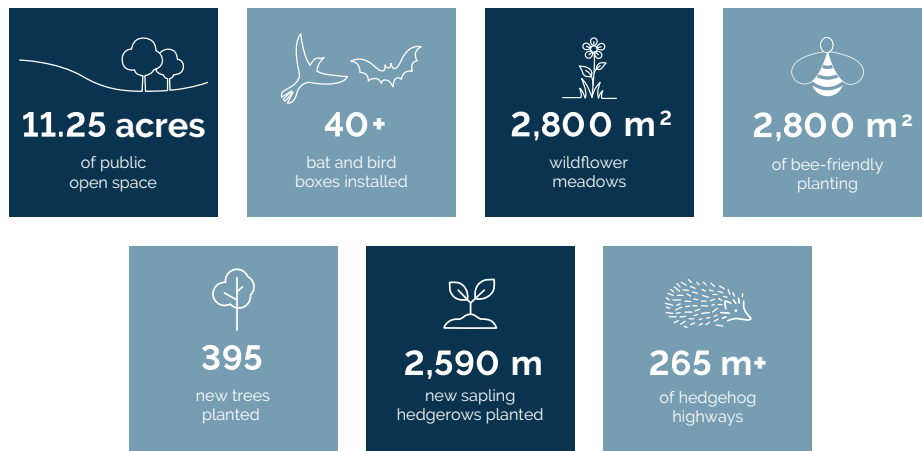 11.25 acres
of public
open space
40+
bat and bird
boxes installed
2,800 m²
wildflower
meadows
2,800 m²
of bee-friendly
planting
395
new trees
planted
2,590 m
new sapling
hedgerows planted
265 m+
of hedgehog
highways